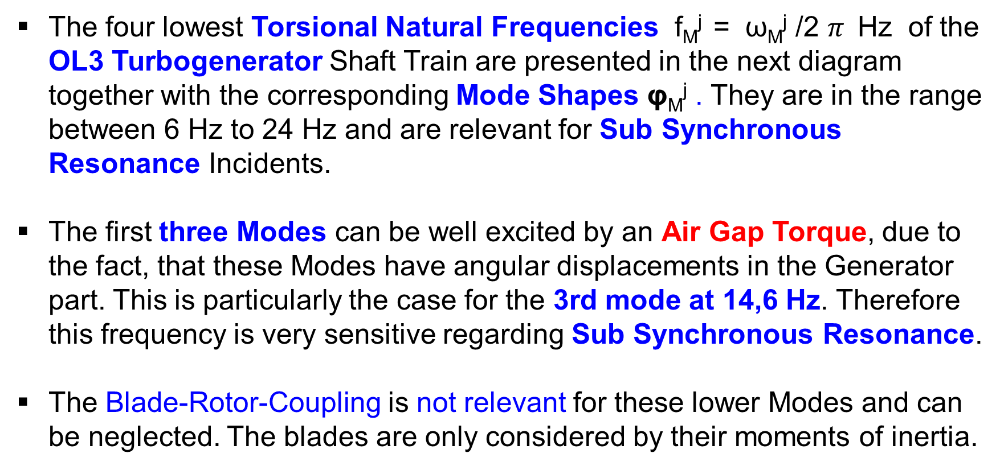 ▪ The four lowest Torsional Natural Frequencies f_M^j = ω_M^j /2 π Hz of the
OL3 Turbogenerator Shaft Train are presented in the next diagram
together with the corresponding Mode Shapes φ_M^j . They are in the range
between 6 Hz to 24 Hz and are relevant for Sub Synchronous
Resonance Incidents.
▪ The first three Modes can be well excited by an Air Gap Torque, due to
the fact, that these Modes have angular displacements in the Generator
part. This is particularly the case for the 3rd mode at 14,6 Hz. Therefore
this frequency is very sensitive regarding Sub Synchronous Resonance.
▪ The Blade-Rotor-Coupling is not relevant for these lower Modes and can
be neglected. The blades are only considered by their moments of inertia.